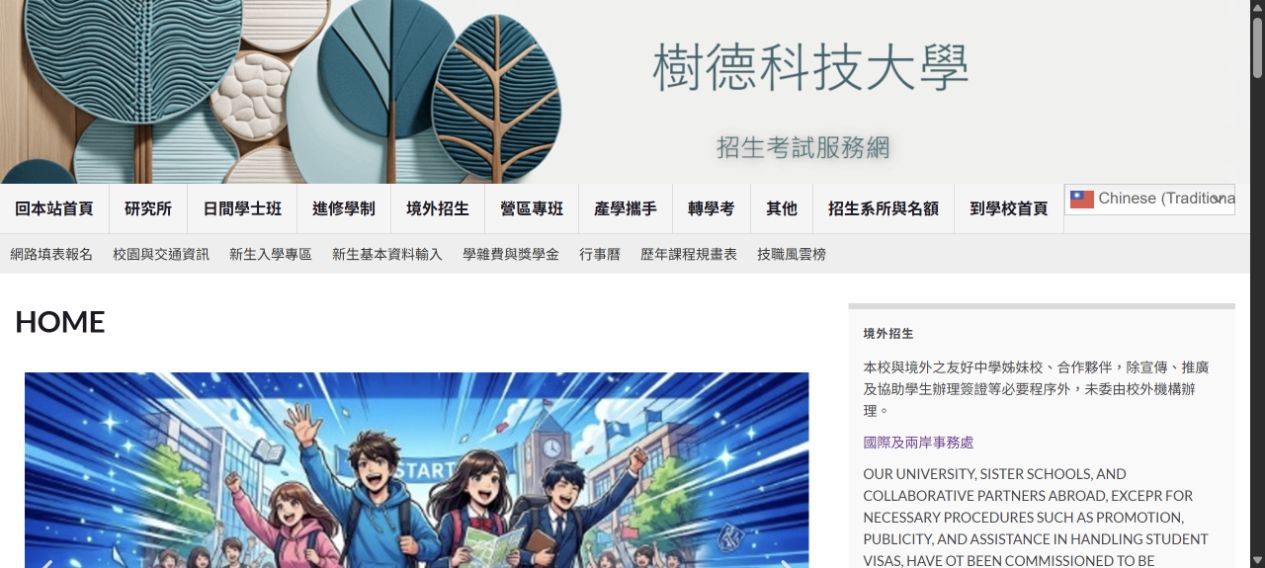 樹德科技大學
招生考試服務網
回本站首頁 研究所 日間學士班 進修學制 境外招生 營區專班 產學攜手 轉學考 其他 招生系所與名額 到學校首頁 Chinese (Traditiona
網路填表報名 校園與交通資訊 新生入學專區 新生基本資料輸入 學雜費與獎學金 行事曆 歷年課程規畫表 技職風雲榜
HOME
START
境外招生
本校與境外之友好中學姊妹校、合作夥伴，除宣傳、推廣
及協助學生辦理簽證等必要程序外，未委由校外機構辦
理。
國際及兩岸事務處
OUR UNIVERSITY, SISTER SCHOOLS, AND
COLLABORATIVE PARTNERS ABROAD, EXCEPR FOR
NECESSARY PROCEDURES SUCH AS PROMOTION,
PUBLICITY, AND ASSISTANCE IN HANDLING STUDENT
VISAS, HAVE OT BEEN COMMISSIONED TO BE